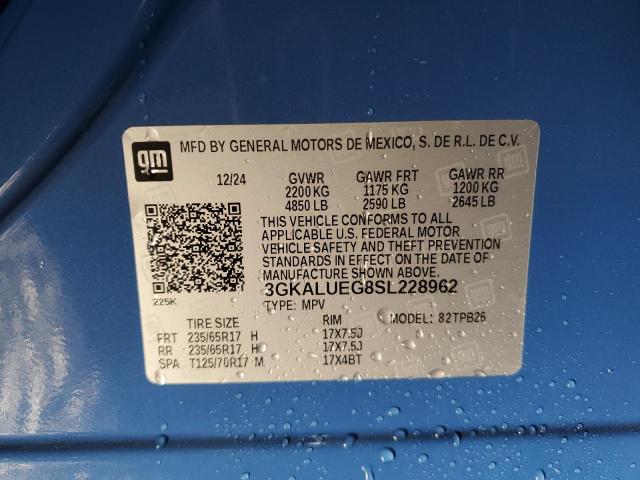 gm
MFD BY GENERAL MOTORS DE MEXICO, S. DE R.L. DE C.V.
12/24 GVWR GAWR FRT GAWR RR
2200 KG 1175 KG 1200 KG
4850 LB 2590 LB 2645 LB
THIS VEHICLE CONFORMS TO ALL
APPLICABLE U.S. FEDERAL MOTOR
VEHICLE SAFETY AND THEFT PREVENTION
STANDARDS IN EFFECT ON THE DATE OF
MANUFACTURE SHOWN ABOVE.
225K
3GKALUEG8SL228962
TYPE: MPV
TIRE SIZE RIM MODEL: 82TPB26
FRT 235/65R17 H 17X7.5J
RR 235/65R17 H 17X7.5J
SPA T125/70R17 M 17X4BT